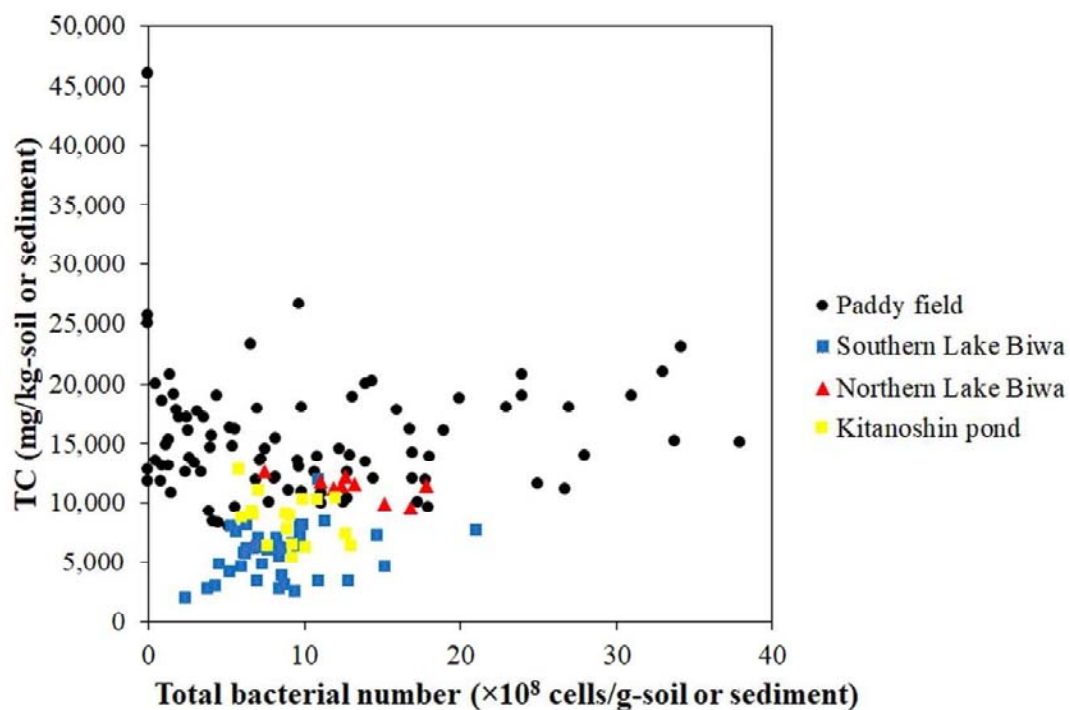 50,000
45,000
40,000
35,000
30,000
25,000
20,000
15,000
10,000
5,000
0
TC (mg/kg-soil or sediment)
0 10 20 30 40
Total bacterial number (×10⁸ cells/g-soil or sediment)
Paddy field
Southern Lake Biwa
Northern Lake Biwa
Kitanoshin pond